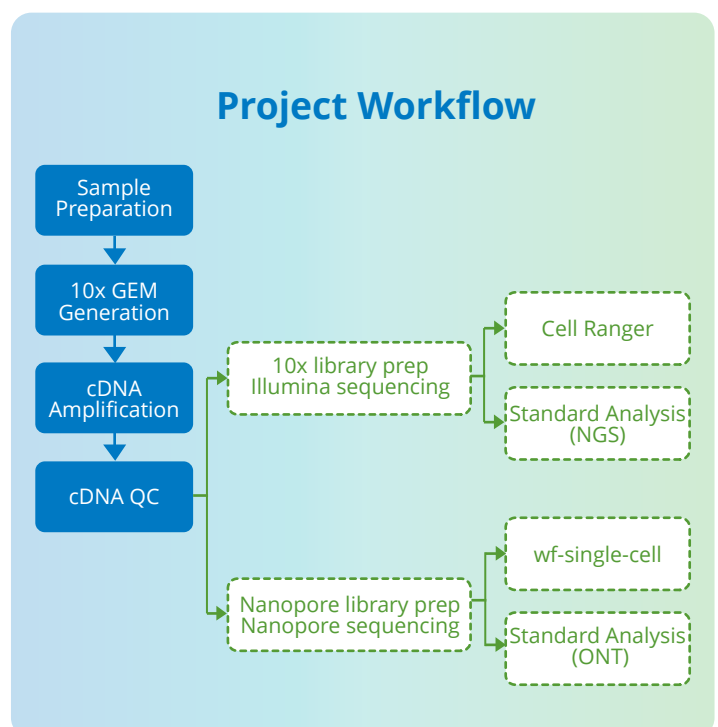 Project Workflow
Sample
Preparation
10x GEM
Generation
cDNA
Amplification
cDNA QC
10x library prep
Illumina sequencing
Cell Ranger
Standard Analysis
(NGS)
Nanopore library prep
Nanopore sequencing
wf-single-cell
Standard Analysis
(ONT)